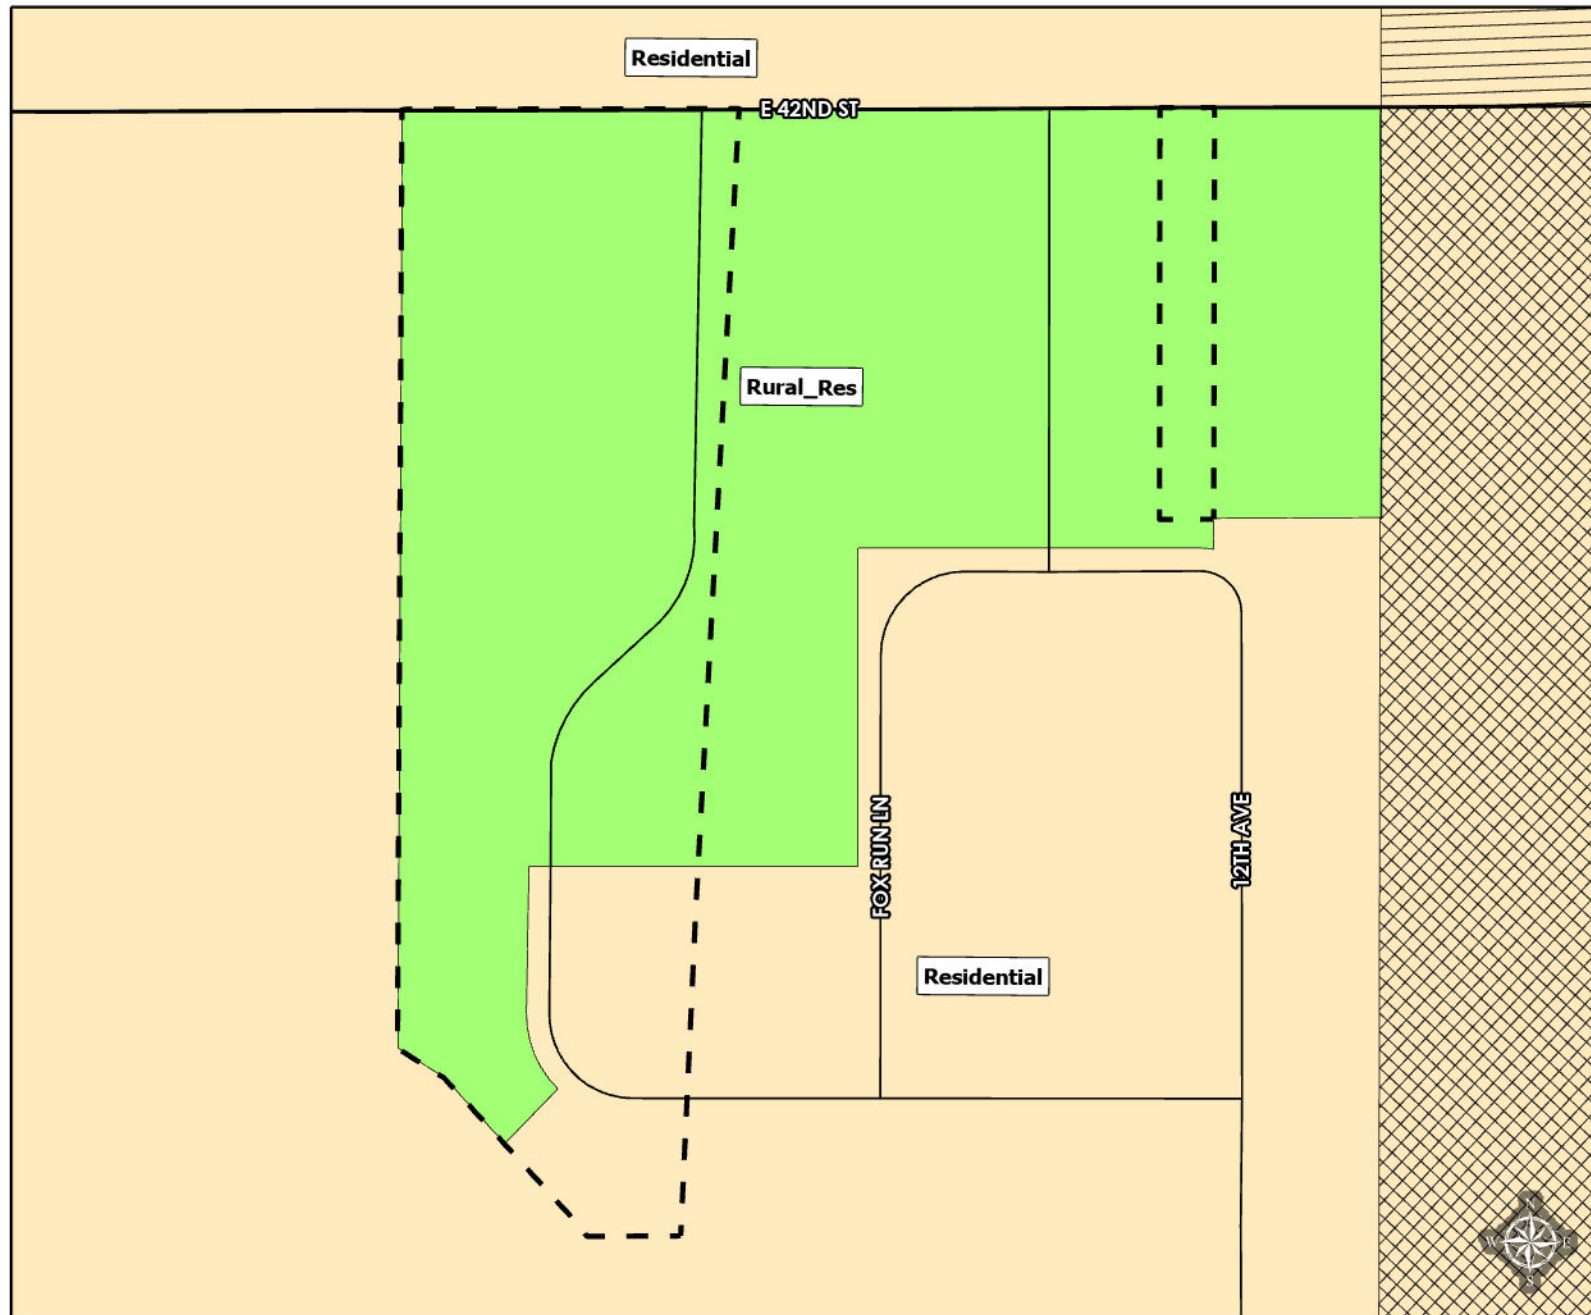 Residential
E 42ND ST
Rural_Res
FOX RUN LN
12TH AVE
Residential
N
W E
S